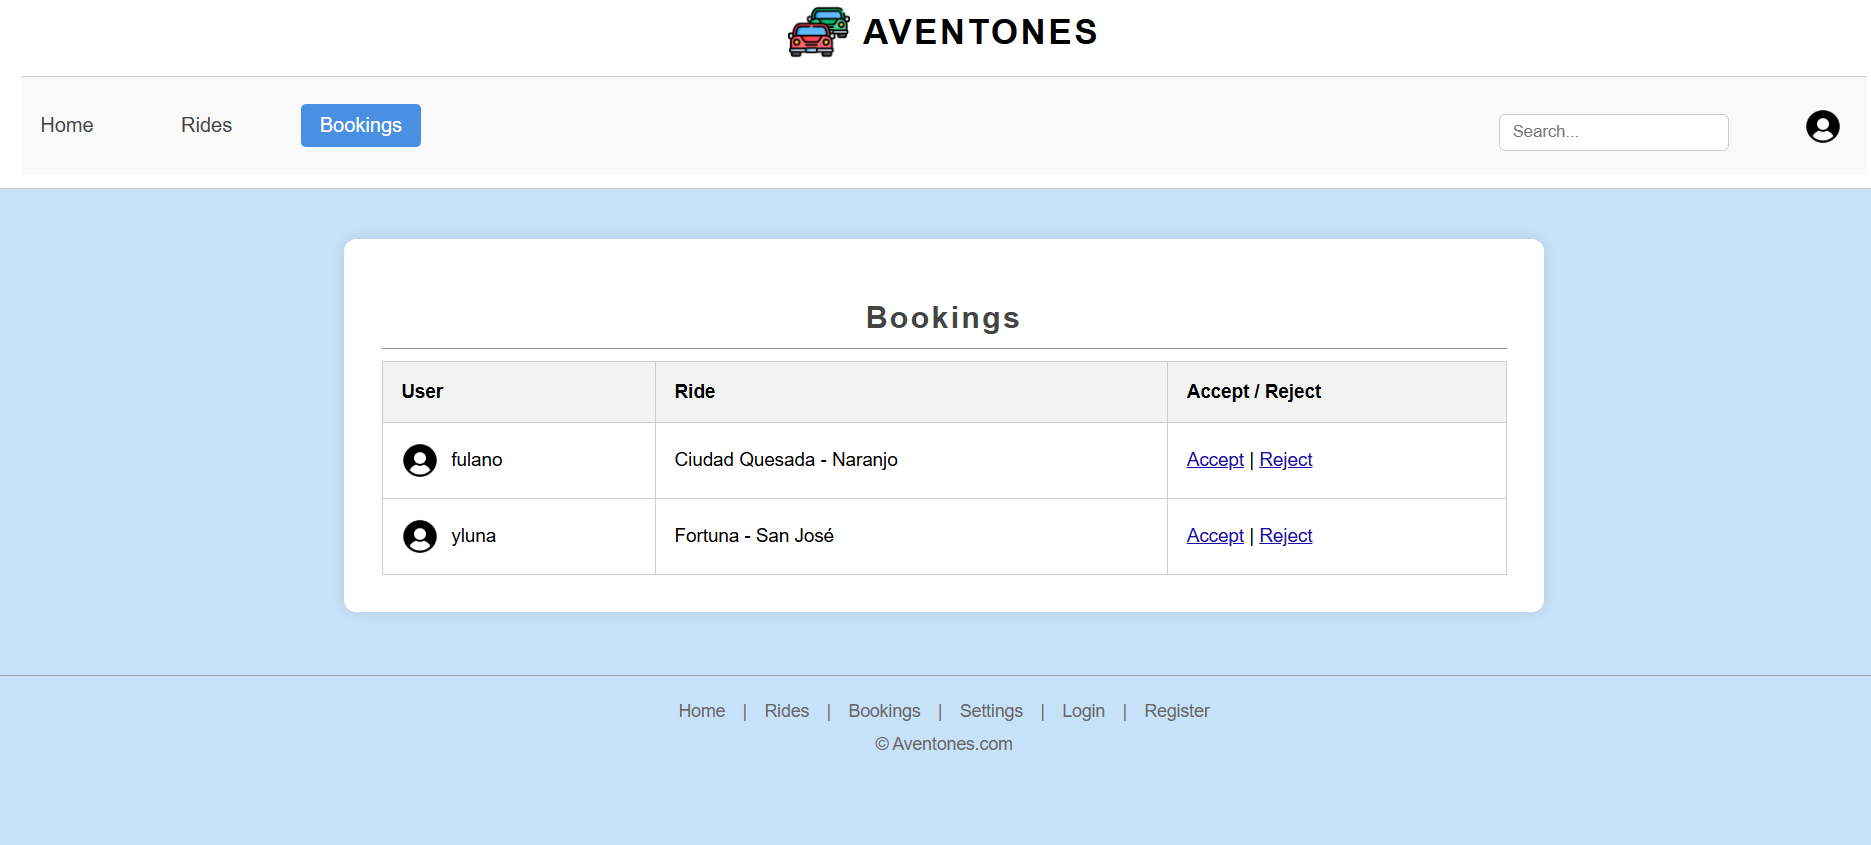 AVENTONES
Home Rides Bookings Search...
Bookings
User Ride Accept / Reject
fulano Ciudad Quesada - Naranjo Accept | Reject
yluna Fortuna - San José Accept | Reject
Home | Rides | Bookings | Settings | Login | Register
© Aventones.com